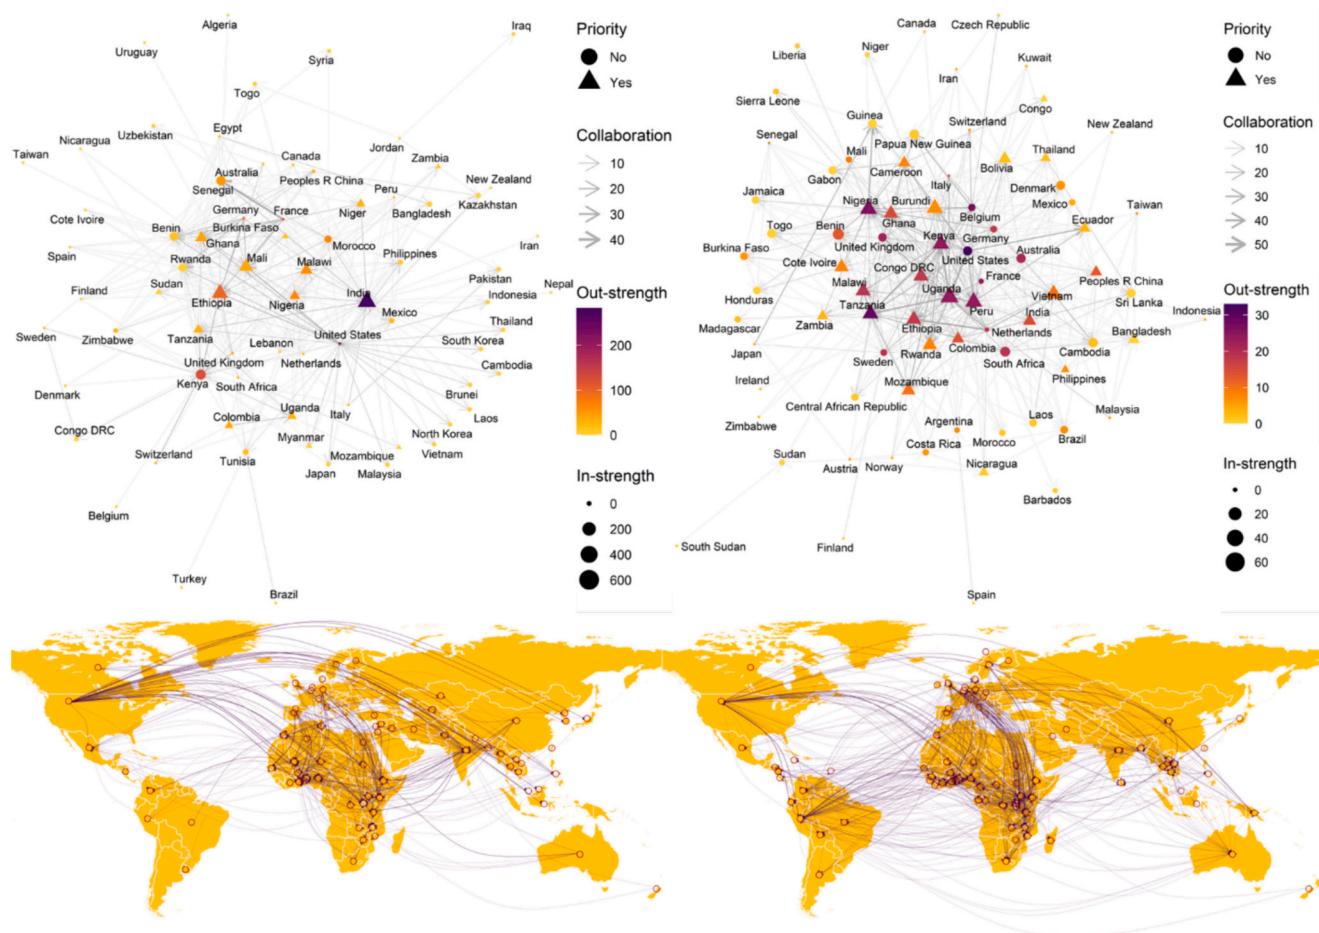 Algeria
Iraq
Uruguay
Syria
Togo
Uzbekistan
Egypt
Nicaragua
Jordan
Taiwan
Canada
Zambia
Australia
Peoples R China
Senegal
Peru
New Zealand
Kazakhstan
Cote Ivoire
Germany
France
Niger
Bangladesh
Benin
Burkina Faso
Ghana
Morocco
Iran
Spain
Rwanda
Mali
Malawi
Philippines
Pakistan
Sudan
Nepal
Finland
Ethiopia
Nigeria
India
Indonesia
Mexico
Sweden
Zimbabwe
Tanzania
United States
Thailand
Lebanon
South Korea
United Kingdom
Netherlands
Cambodia
Kenya
South Africa
Denmark
Brunei
Uganda
Italy
Laos
Congo DRC
Colombia
North Korea
Myanmar
Vietnam
Switzerland
Tunisia
Mozambique
Japan
Malaysia
Belgium
Turkey
Brazil
Priority
No
Yes
Collaboration
10
20
30
40
Out-strength
200
100
0
In-strength
0
200
400
600
Canada
Czech Republic
Liberia
Niger
Kuwait
Iran
Sierra Leone
Congo
Guinea
Switzerland
New Zealand
Senegal
Papua New Guinea
Mali
Thailand
Cameroon
Bolivia
Gabon
Italy
Denmark
Jamaica
Nigeria
Burundi
Mexico
Taiwan
Belgium
Ecuador
Togo
Benin
Ghana
Kenya
Germany
Burkina Faso
United Kingdom
United States
Australia
Cote Ivoire
Congo DRC
France
Peoples R China
Malawi
Uganda
Vietnam
Sri Lanka
Honduras
Tanzania
Peru
India
Indonesia
Madagascar
Zambia
Ethiopia
Netherlands
Bangladesh
Japan
Rwanda
Colombia
Cambodia
Sweden
South Africa
Philippines
Ireland
Mozambique
Central African Republic
Malaysia
Zimbabwe
Argentina
Laos
Costa Rica
Morocco
Brazil
Sudan
Austria
Norway
Nicaragua
Barbados
South Sudan
Finland
Spain
Priority
No
Yes
Collaboration
10
20
30
40
50
Out-strength
30
20
10
0
In-strength
0
20
40
60